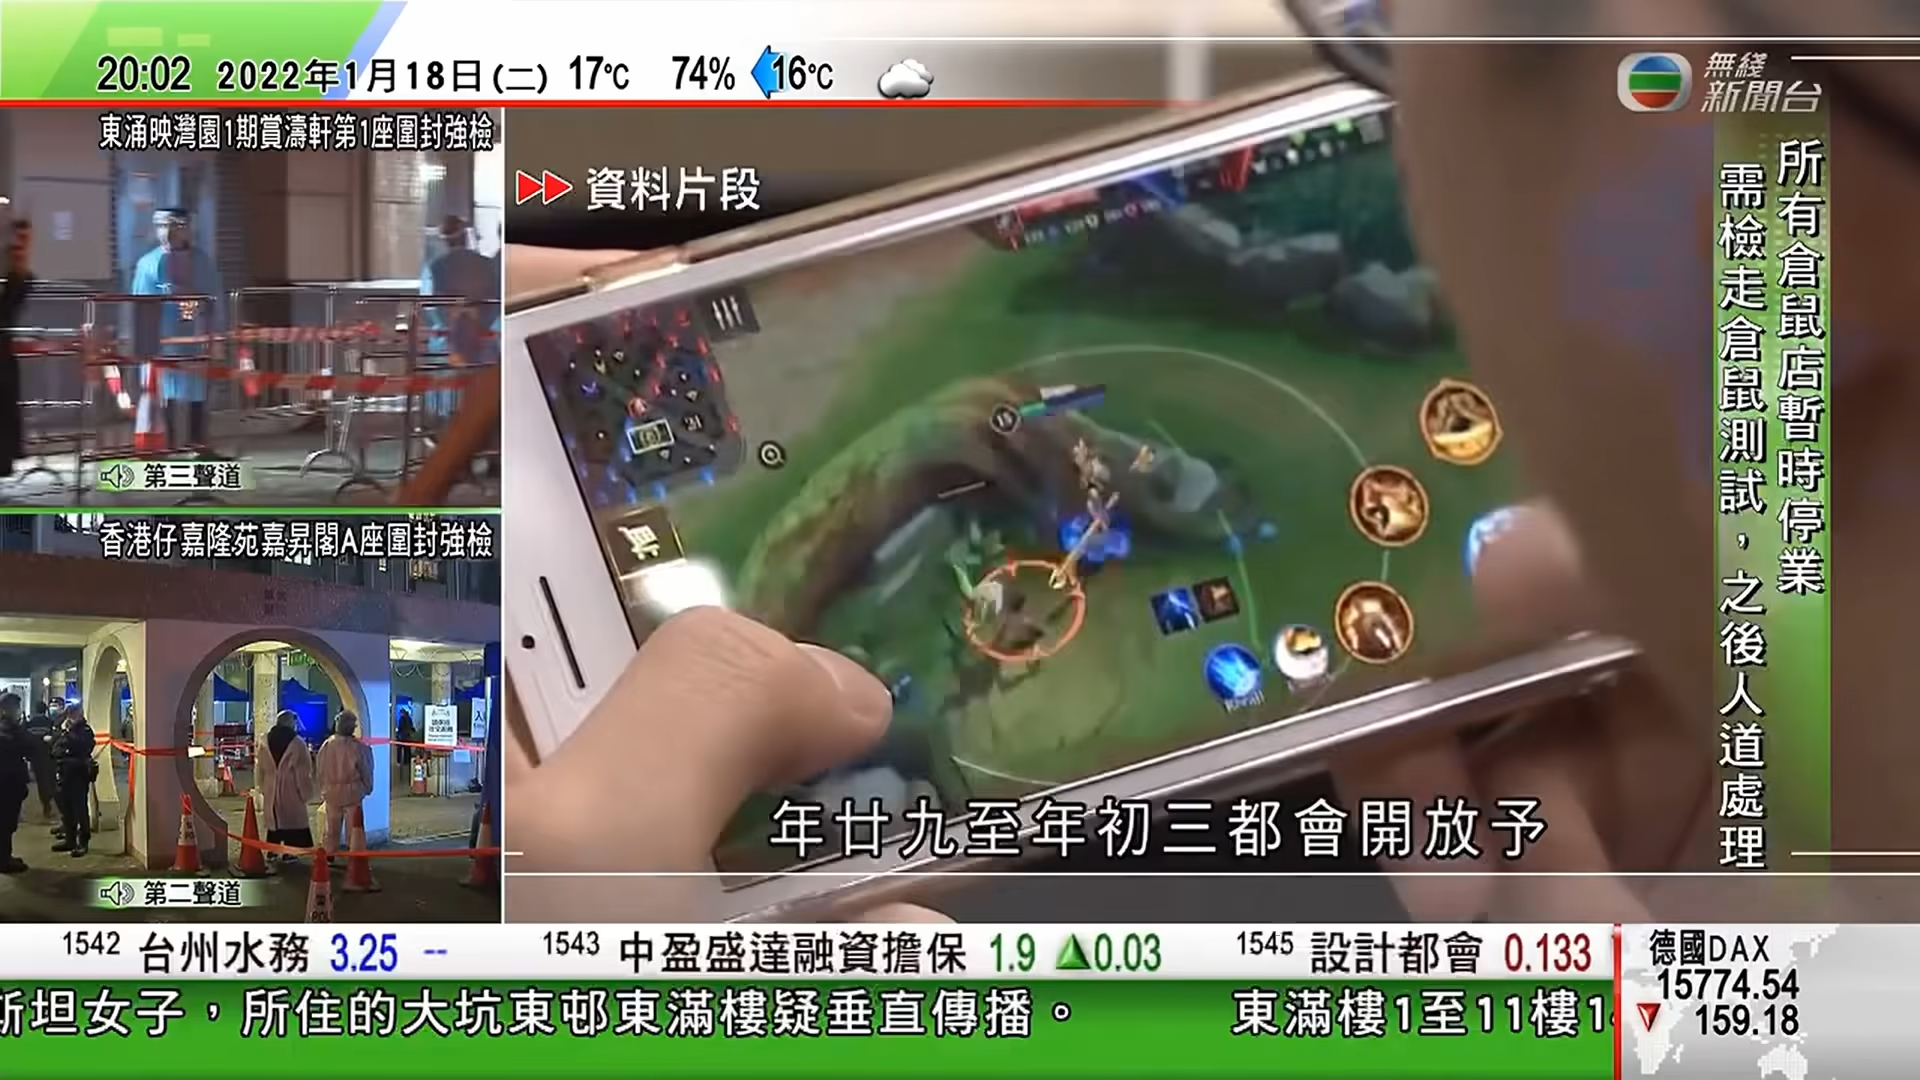 20:02 2022年1月18日(二) 17℃ 74% 16℃
無綫
新聞台
東涌映灣園1期賞濤軒第1座圍封強檢
第三聲道
香港仔嘉隆苑嘉昇閣A座圍封強檢
第二聲道
資料片段
年廿九至年初三都會開放予
所有倉鼠店暫時停業
需檢走倉鼠測試，之後人道處理
1542 台州水務 3.25 -- 1543 中盈盛達融資擔保 1.9 ▲0.03 1545 設計都會 0.133
斯坦女子，所住的大坑東邨東滿樓疑垂直傳播。 東滿樓1至11樓1
德國DAX
15774.54
▼ 159.18